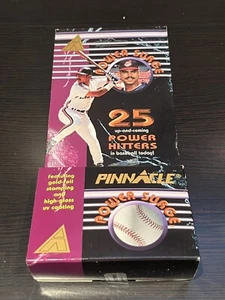 POWER SURGE
25
up-and-coming
POWER
HITTERS
in baseball today!
featuring
gold-foil
stamping
and
high-gloss
uv coating
PINNACLE
POWER SURGE